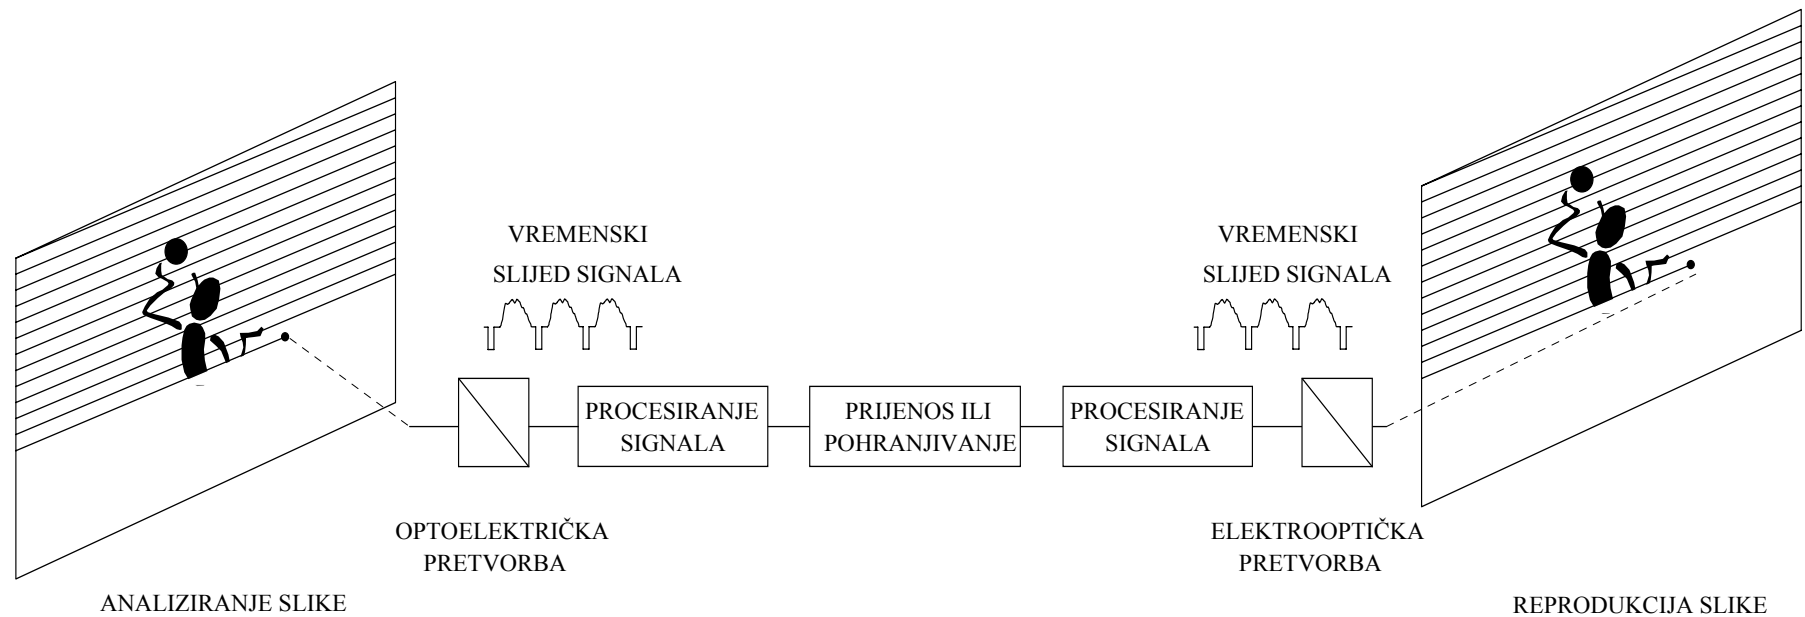 VREMENSKI
SLIJED SIGNALA
VREMENSKI
SLIJED SIGNALA
PROCESIRANJE
SIGNALA
PRIJENOS ILI
POHRANJIVANJE
PROCESIRANJE
SIGNALA
OPTOELEKTRIČKA
PRETVORBA
ELEKTROOPTIČKA
PRETVORBA
ANALIZIRANJE SLIKE
REPRODUKCIJA SLIKE